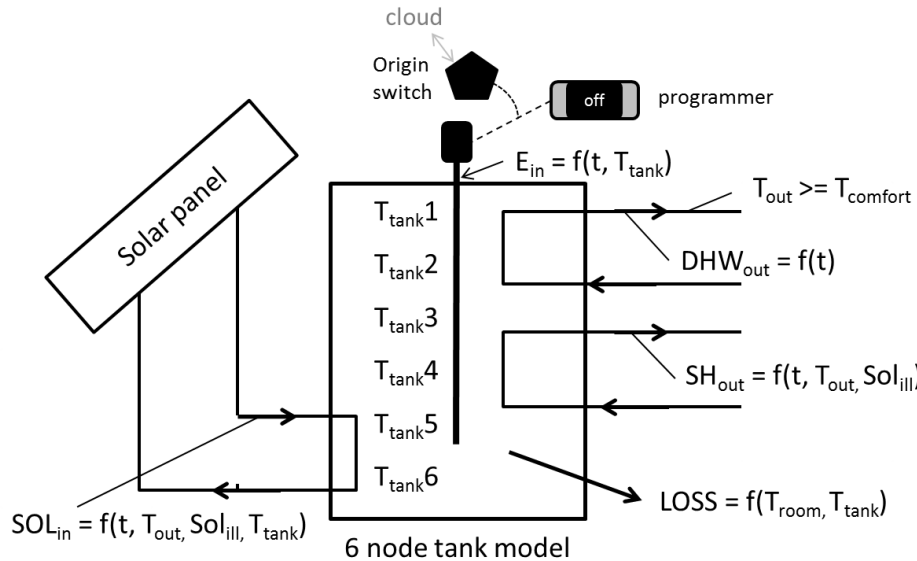 cloud
Origin
switch
off
programmer
E_in = f(t, T_tank)
Solar panel
T_out >= T_comfort
T_tank1
DHW_out = f(t)
T_tank2
T_tank3
T_tank4
SH_out = f(t, T_out, Sol_ill)
T_tank5
T_tank6
LOSS = f(T_room, T_tank)
SOL_in = f(t, T_out, Sol_ill, T_tank)
6 node tank model